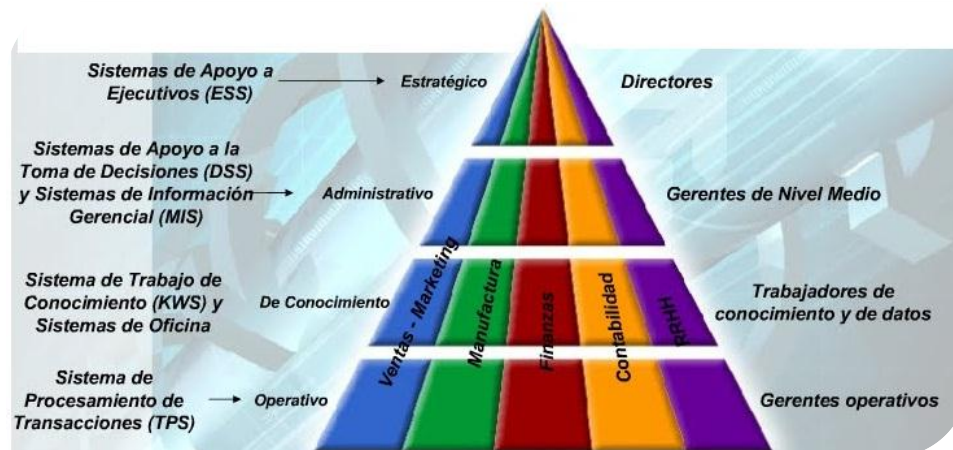 Sistemas de Apoyo a
Ejecutivos (ESS)
Estratégico
Directores
Sistemas de Apoyo a la
Toma de Decisiones (DSS)
y Sistemas de Información
Gerencial (MIS)
Administrativo
Gerentes de Nivel Medio
Sistema de Trabajo de
Conocimiento (KWS) y
Sistemas de Oficina
De Conocimiento
Trabajadores de
conocimiento y de datos
Sistema de
Procesamiento de
Transacciones (TPS)
Operativo
Gerentes operativos
Ventas - Marketing
Manufactura
Finanzas
Contabilidad
RRHH